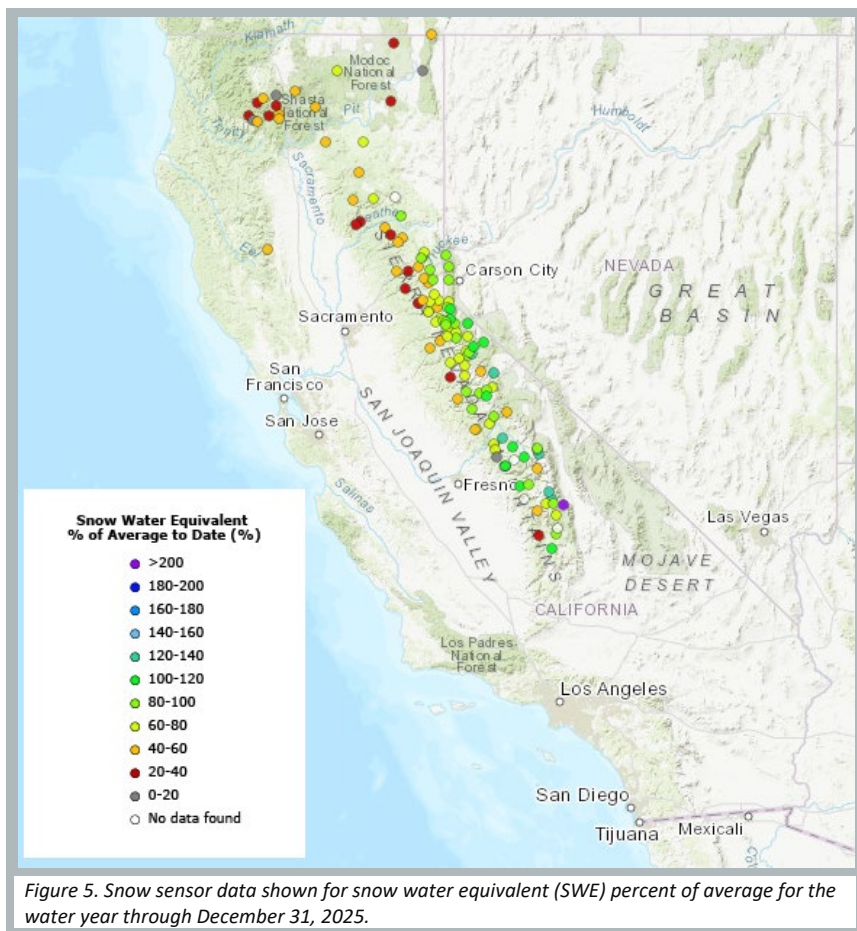 Klamath
Modoc
National
Forest
Shasta
National
Forest
Pit
Trinity
Humboldt
Sacramento
Feather
Eel
Truckee
Carson City
NEVADA
GREAT
BASIN
Sacramento
SIERRA NEVADA MOUNTAINS
San
Francisco
San Jose
SAN JOAQUIN VALLEY
Salinas
Fresno
Las Vegas
MOJAVE
DESERT
CALIFORNIA
Los Padres
National
Forest
Los Angeles
San Diego
Tijuana
Mexicali
Snow Water Equivalent
% of Average to Date (%)
>200
180-200
160-180
140-160
120-140
100-120
80-100
60-80
40-60
20-40
0-20
No data found
Figure 5. Snow sensor data shown for snow water equivalent (SWE) percent of average for the
water year through December 31, 2025.